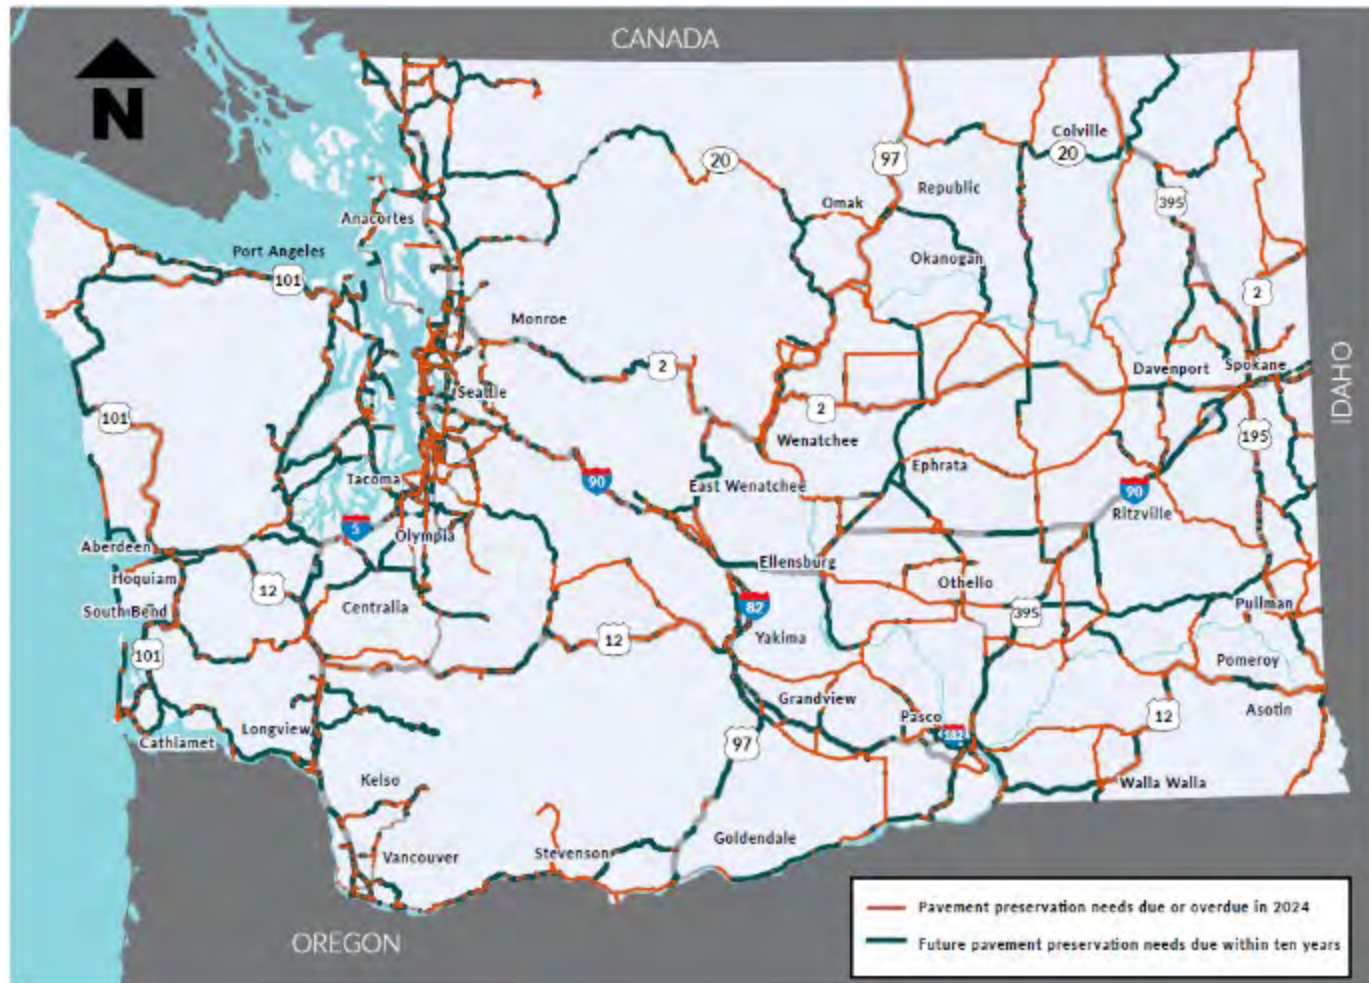 CANADA
N
Colville
20
20
97
Republic
Omak
395
Anacortes
Port Angeles
101
Okanogan
2
Monroe
IDAHO
2
Davenport
Spokane
Seattle
101
2
195
Wenatchee
Tacoma
90
East Wenatchee
Ephrata
90
Ritzville
5
Olympia
Aberdeen
Ellensburg
Hoquiam
12
Othello
82
Centralia
395
Pullman
South Bend
12
Yakima
101
Pomeroy
Grandview
Asotin
Longview
Pasco
12
Cathlamet
97
182
Kelso
Walla Walla
Goldendale
Vancouver
Stevenson
Pavement preservation needs due or overdue in 2024
OREGON
Future pavement preservation needs due within ten years